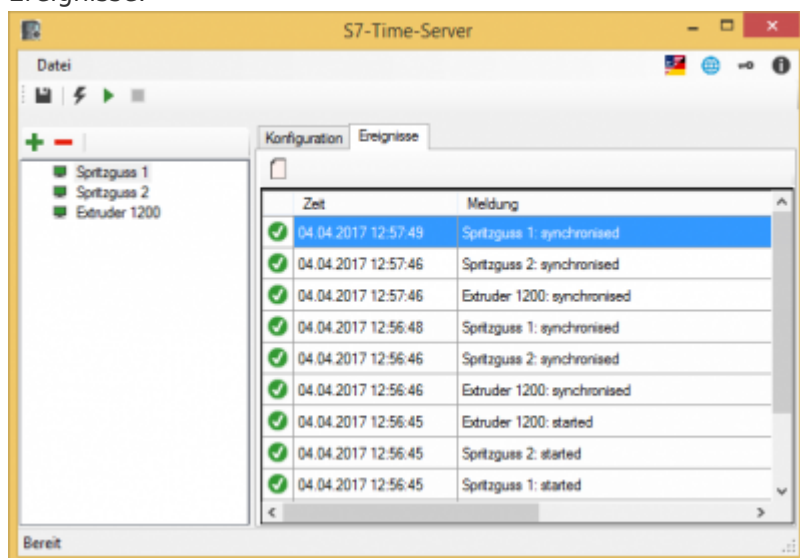 Ereignisse.
S7-Time-Server
Datei
Konfiguration Ereignisse
Spritzguss 1
Spritzguss 2
Extruder 1200
Zeit Meldung
04.04.2017 12:57:49 Spritzguss 1: synchronised
04.04.2017 12:57:46 Spritzguss 2: synchronised
04.04.2017 12:57:46 Extruder 1200: synchronised
04.04.2017 12:56:48 Spritzguss 1: synchronised
04.04.2017 12:56:46 Spritzguss 2: synchronised
04.04.2017 12:56:46 Extruder 1200: synchronised
04.04.2017 12:56:45 Extruder 1200: started
04.04.2017 12:56:45 Spritzguss 2: started
04.04.2017 12:56:45 Spritzguss 1: started
Bereit